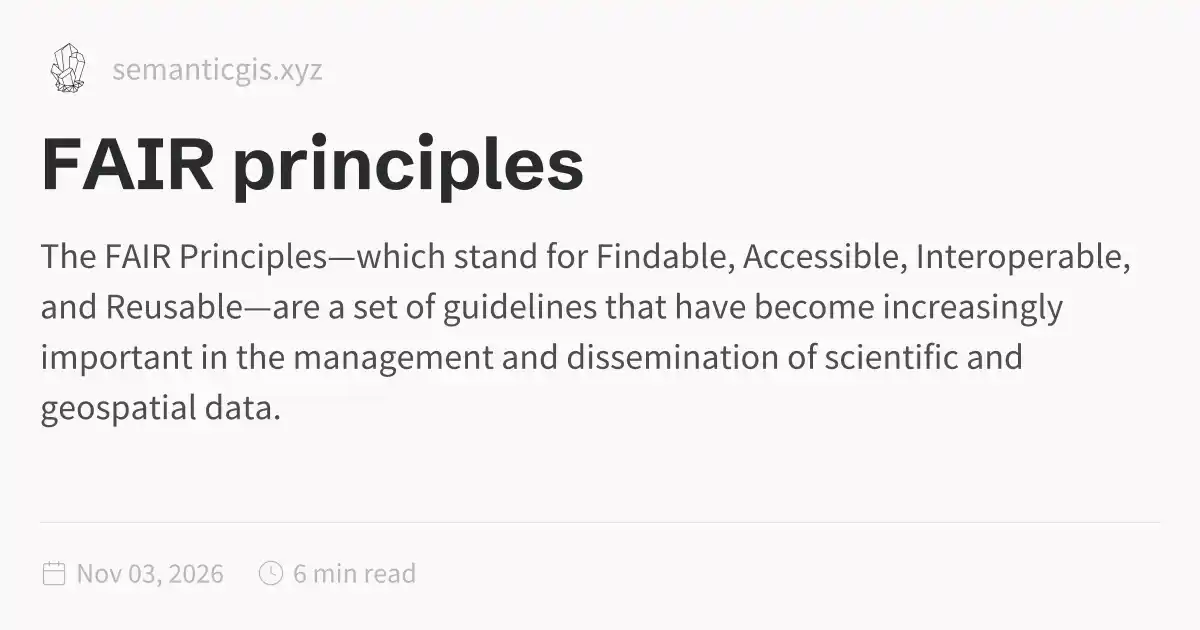 semanticgis.xyz
FAIR principles
The FAIR Principles—which stand for Findable, Accessible, Interoperable,
and Reusable—are a set of guidelines that have become increasingly
important in the management and dissemination of scientific and
geospatial data.
Nov 03, 2026 6 min read